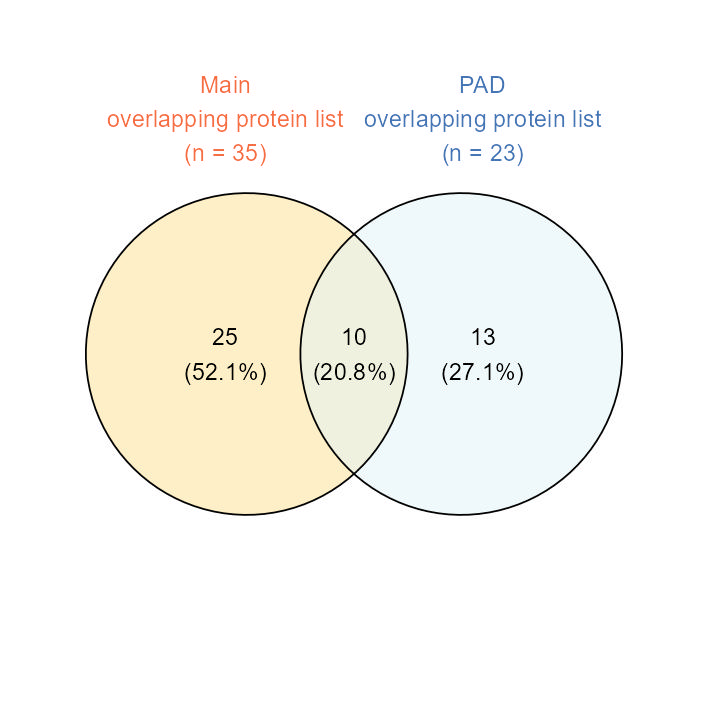 Main
overlapping protein list
(n = 35)
PAD
overlapping protein list
(n = 23)
25
(52.1%)
10
(20.8%)
13
(27.1%)